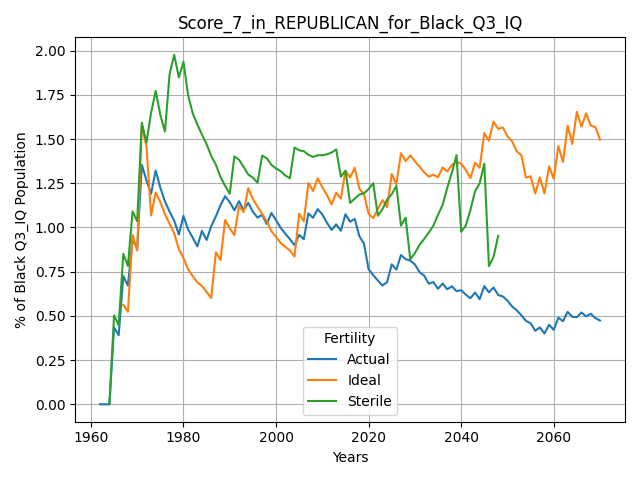 Score_7_in_REPUBLICAN_for_Black_Q3_IQ
% of Black Q3_IQ Population
2.00
1.75
1.50
1.25
1.00
0.75
0.50
0.25
0.00
Fertility
Actual
Ideal
Sterile
1960 1980 2000 2020 2040 2060
Years